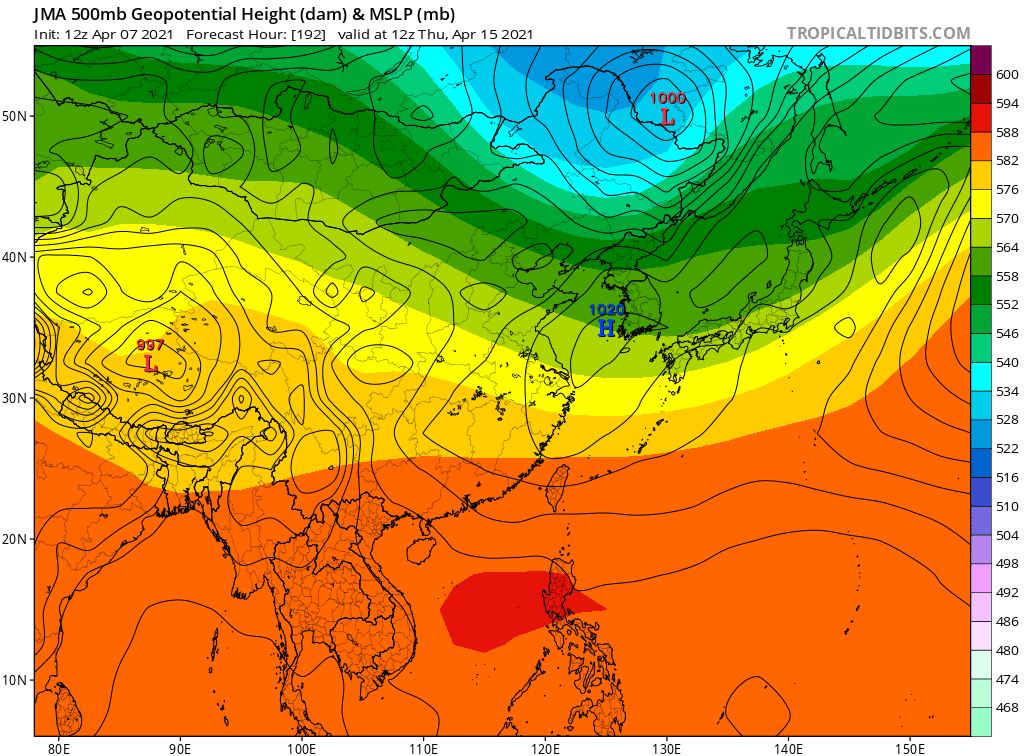 JMA 500mb Geopotential Height (dam) & MSLP (mb)
Init: 12z Apr 07 2021 Forecast Hour: [192] valid at 12z Thu, Apr 15 2021
TROPICALTIDBITS.COM
600
594
588
582
576
570
564
558
552
546
540
534
528
522
516
510
504
498
492
486
480
474
468
50N
40N
30N
20N
10N
1000
L
1020
H
997
L
80E 90E 100E 110E 120E 130E 140E 150E